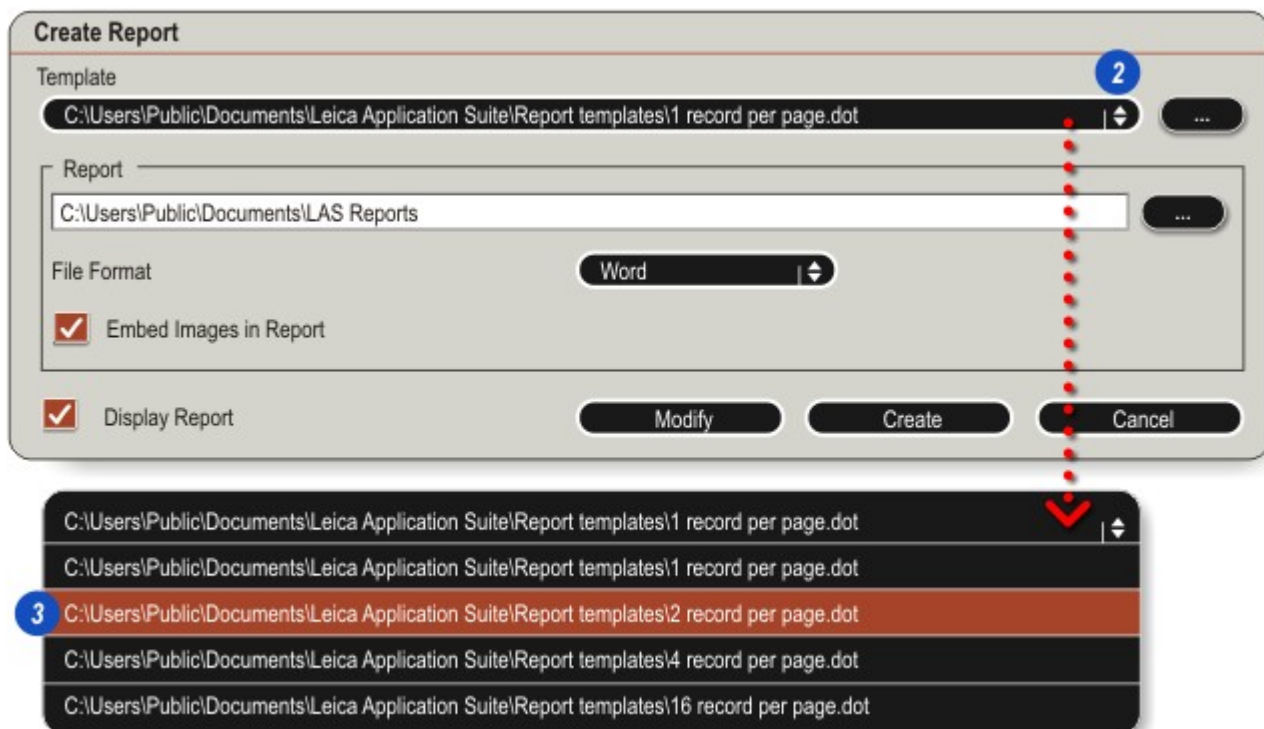 Create Report
Template
2
C:\Users\Public\Documents\Leica Application Suite\Report templates\1 record per page.dot
...
Report
C:\Users\Public\Documents\LAS Reports
...
File Format
Word
Embed Images in Report
Display Report
Modify
Create
Cancel
C:\Users\Public\Documents\Leica Application Suite\Report templates\1 record per page.dot
C:\Users\Public\Documents\Leica Application Suite\Report templates\1 record per page.dot
3
C:\Users\Public\Documents\Leica Application Suite\Report templates\2 record per page.dot
C:\Users\Public\Documents\Leica Application Suite\Report templates\4 record per page.dot
C:\Users\Public\Documents\Leica Application Suite\Report templates\16 record per page.dot